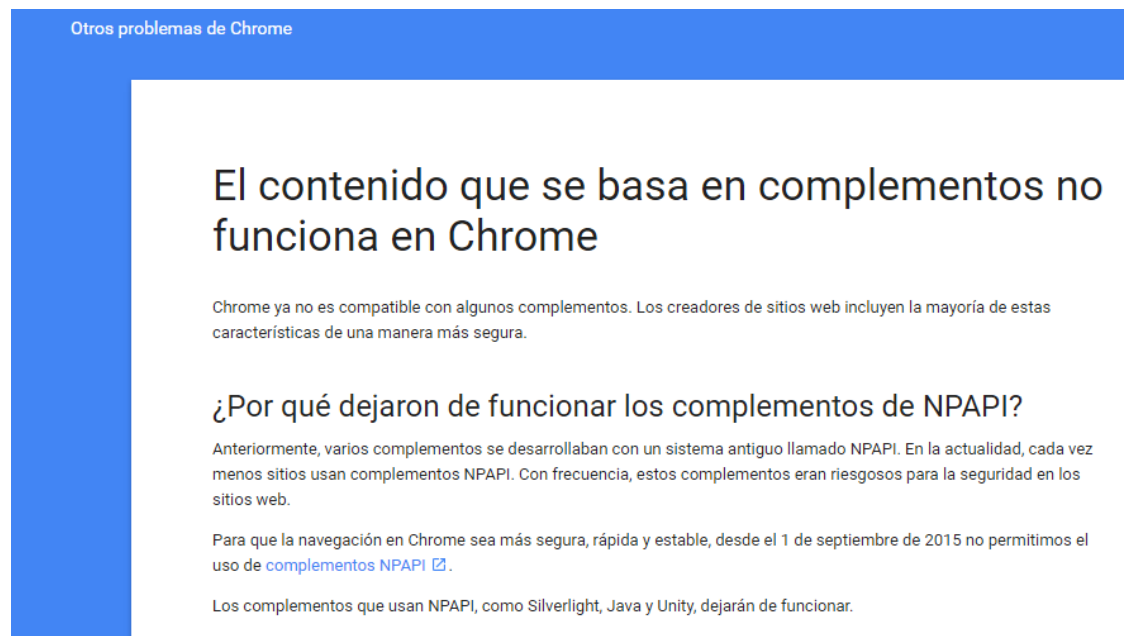 Otros problemas de Chrome
El contenido que se basa en complementos no
funciona en Chrome
Chrome ya no es compatible con algunos complementos. Los creadores de sitios web incluyen la mayoría de estas
características de una manera más segura.
¿Por qué dejaron de funcionar los complementos de NPAPI?
Anteriormente, varios complementos se desarrollaban con un sistema antiguo llamado NPAPI. En la actualidad, cada vez
menos sitios usan complementos NPAPI. Con frecuencia, estos complementos eran riesgosos para la seguridad en los
sitios web.
Para que la navegación en Chrome sea más segura, rápida y estable, desde el 1 de septiembre de 2015 no permitimos el
uso de complementos NPAPI.
Los complementos que usan NPAPI, como Silverlight, Java y Unity, dejarán de funcionar.